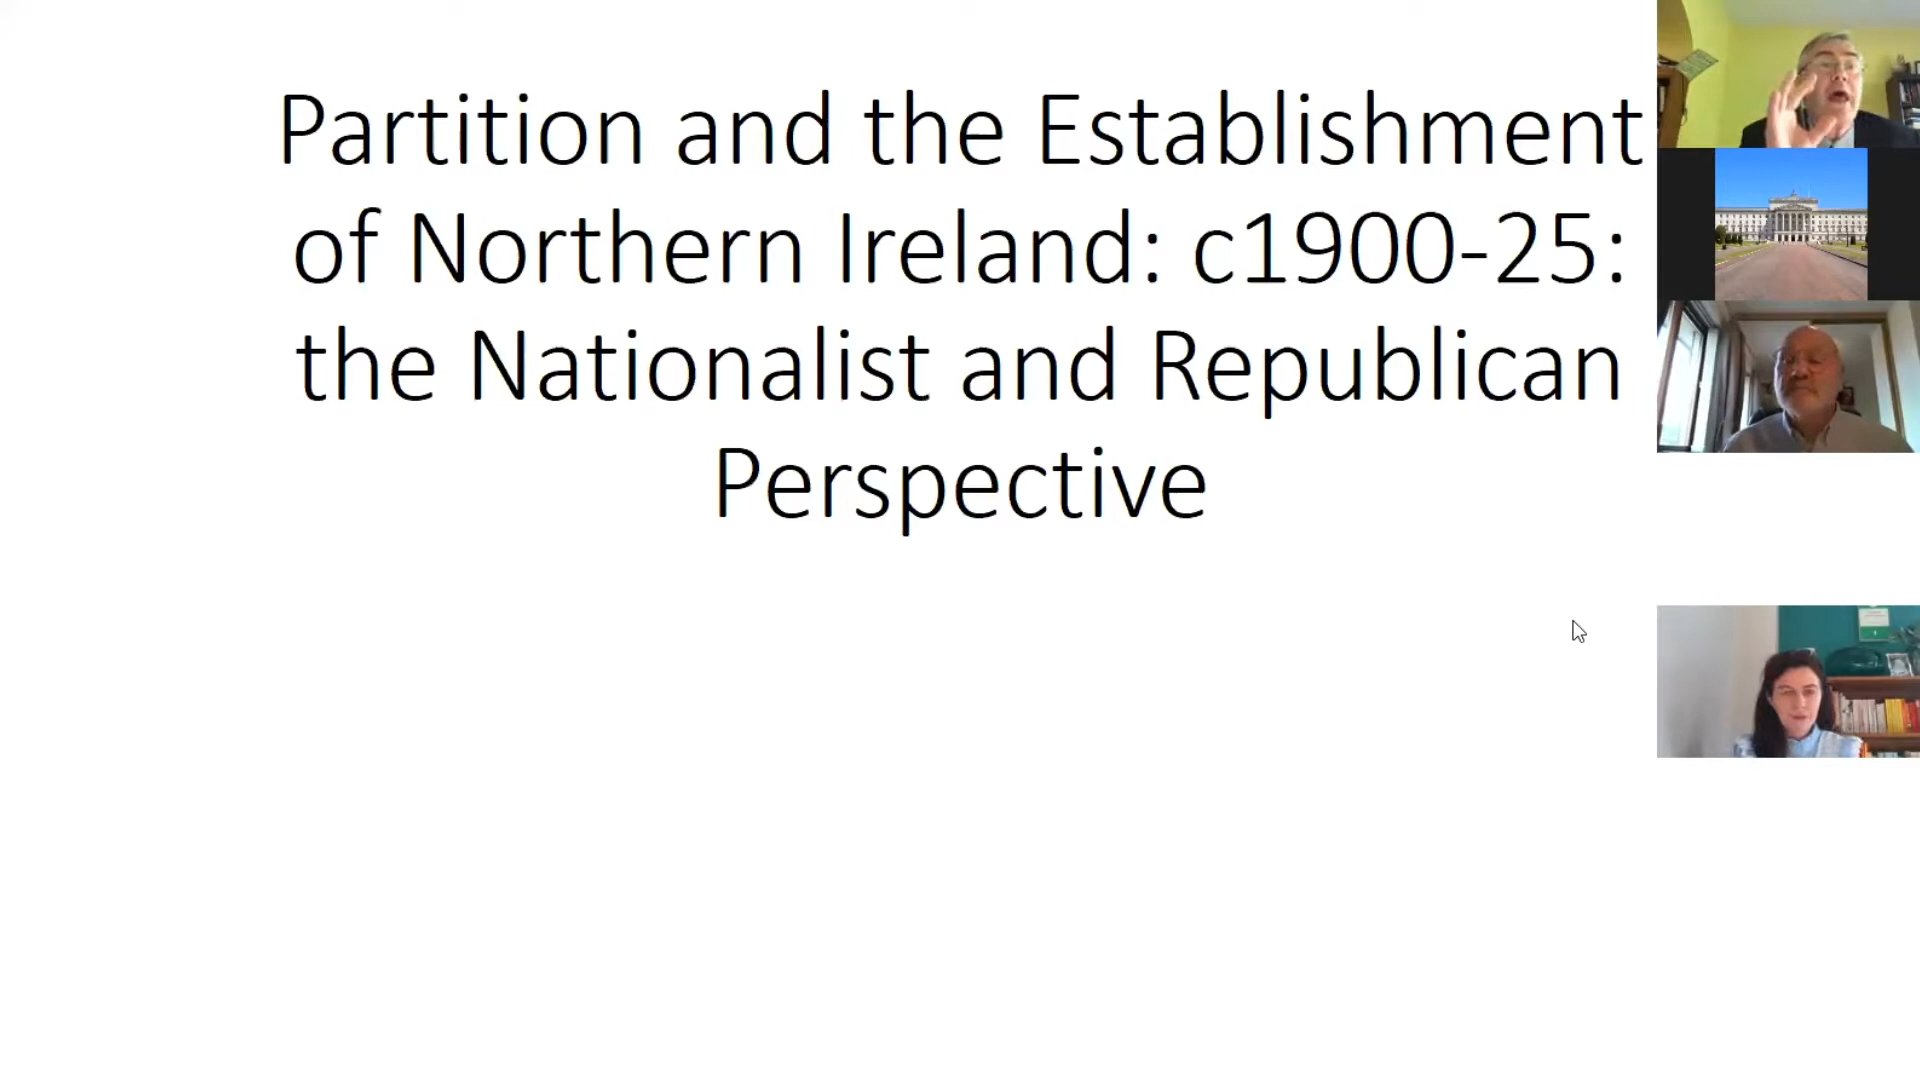 Partition and the Establishment
of Northern Ireland: c1900-25:
the Nationalist and Republican
Perspective